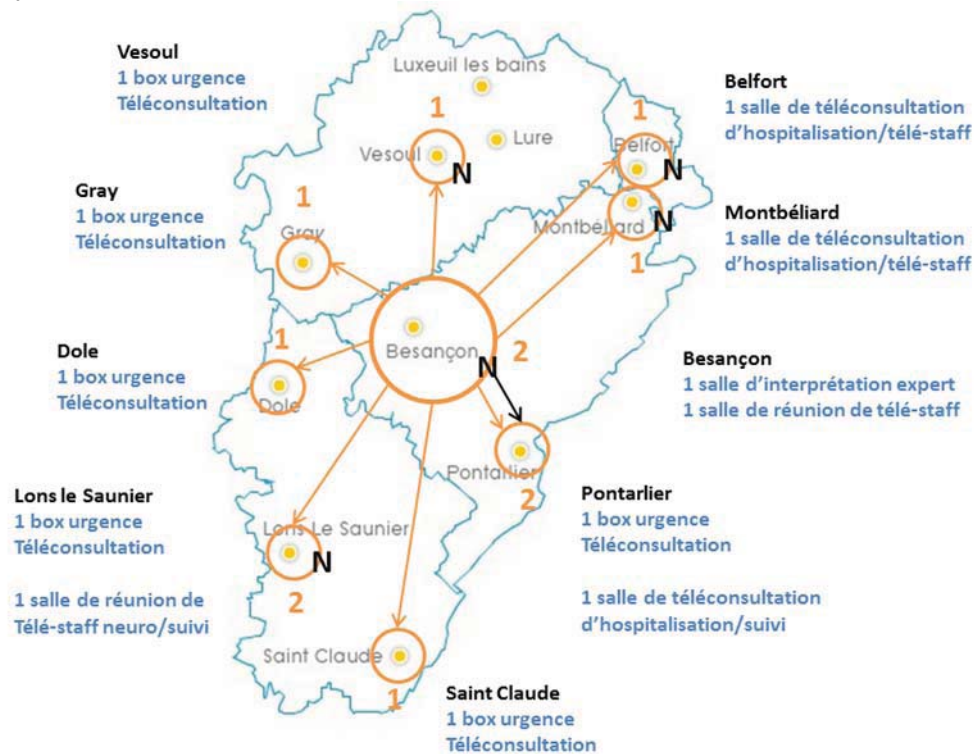 Vesoul
1 box urgence
Téléconsultation
Luxeuil les bains
Belfort
1 salle de téléconsultation
d'hospitalisation/télé-staff
1
1
Vesoul
N
Lure
Belfort
N
Gray
1 box urgence
Téléconsultation
1
Gray
Montbéliard
N
1
Montbéliard
1 salle de téléconsultation
d'hospitalisation/télé-staff
Dole
1 box urgence
Téléconsultation
1
Dole
Besançon
N
2
Besançon
1 salle d'interprétation expert
1 salle de réunion de télé-staff
Pontarlier
2
Lons le Saunier
1 box urgence
Téléconsultation
1 salle de réunion de
Télé-staff neuro/suivi
Lons Le Saunier
N
2
Pontarlier
1 box urgence
Téléconsultation
1 salle de téléconsultation
d'hospitalisation/suivi
Saint Claude
1
Saint Claude
1 box urgence
Téléconsultation